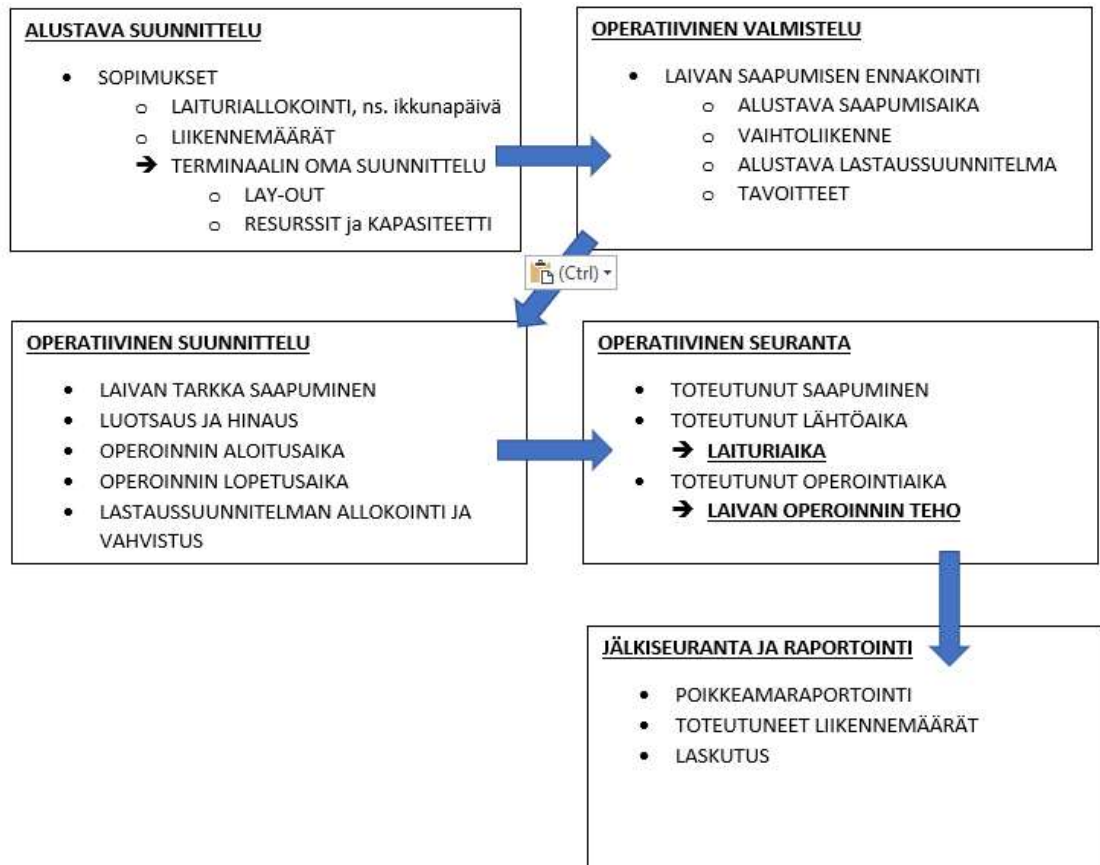 ALUSTAVA SUUNNITTELU
• SOPIMUKSET
o LAITURIALLOKOINTI, ns. ikkunapäivä
o LIIKENNEMÄÄRÄT
➔ TERMINAALIN OMA SUUNNITTELU
o LAY-OUT
o RESURSSIT ja KAPASITEETTI
OPERATIIVINEN VALMISTELU
• LAIVAN SAAPUMISEN ENNAKOINTI
o ALUSTAVA SAAPUMISAIKA
o VAIHTOLIIKENNE
o ALUSTAVA LASTAUSSUUNNITELMA
o TAVOITTEET
(Ctrl)
OPERATIIVINEN SUUNNITTELU
• LAIVAN TARKKA SAAPUMINEN
• LUOTSAUS JA HINAUS
• OPEROINNIN ALOITUSAIKA
• OPEROINNIN LOPETUSAIKA
• LASTAUSSUUNNITELMAN ALLOKOINTI JA
VAHVISTUS
OPERATIIVINEN SEURANTA
• TOTEUTUNUT SAAPUMINEN
• TOTEUTUNUT LÄHTÖAIKA
➔ LAITURIAIKA
• TOTEUTUNUT OPEROINTIAIKA
➔ LAIVAN OPEROINNIN TEHO
JÄLKISEURANTA JA RAPORTOINTI
• POIKKEAMARAPORTOINTI
• TOTEUTUNEET LIIKENNEMÄÄRÄT
• LASKUTUS